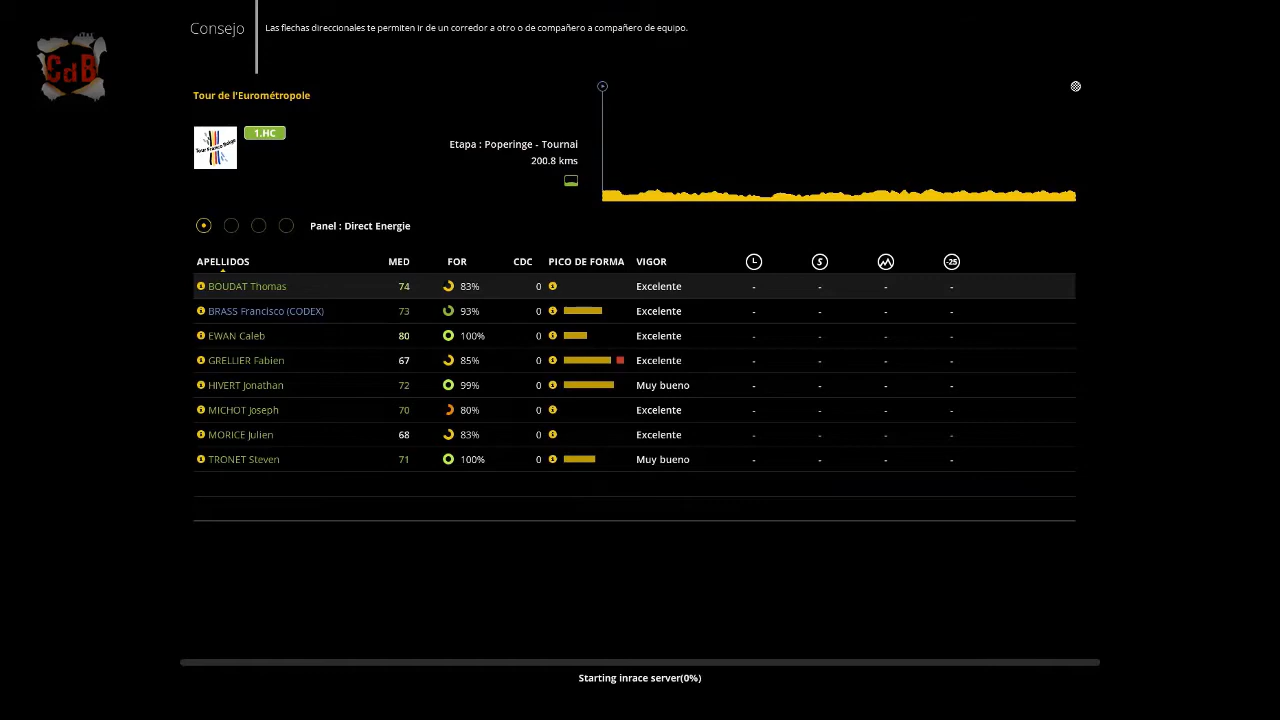 Consejo
Las flechas direccionales te permiten ir de un corredor a otro o de compañero a compañero de equipo.
CdB
Tour de l'Eurométropole
1.HC
Etapa : Poperinge - Tournai
200.8 kms
Panel : Direct Energie
APELLIDOS MED FOR CDC PICO DE FORMA VIGOR S -25
BOUDAT Thomas 74 83% 0 Excelente - - - -
BRASS Francisco (CODEX) 73 93% 0 Excelente - - - -
EWAN Caleb 80 100% 0 Excelente - - - -
GRELLIER Fabien 67 85% 0 Excelente - - - -
HIVERT Jonathan 72 99% 0 Muy bueno - - - -
MICHOT Joseph 70 80% 0 Excelente - - - -
MORICE Julien 68 83% 0 Excelente - - - -
TRONET Steven 71 100% 0 Muy bueno - - - -
Starting inrace server(0%)